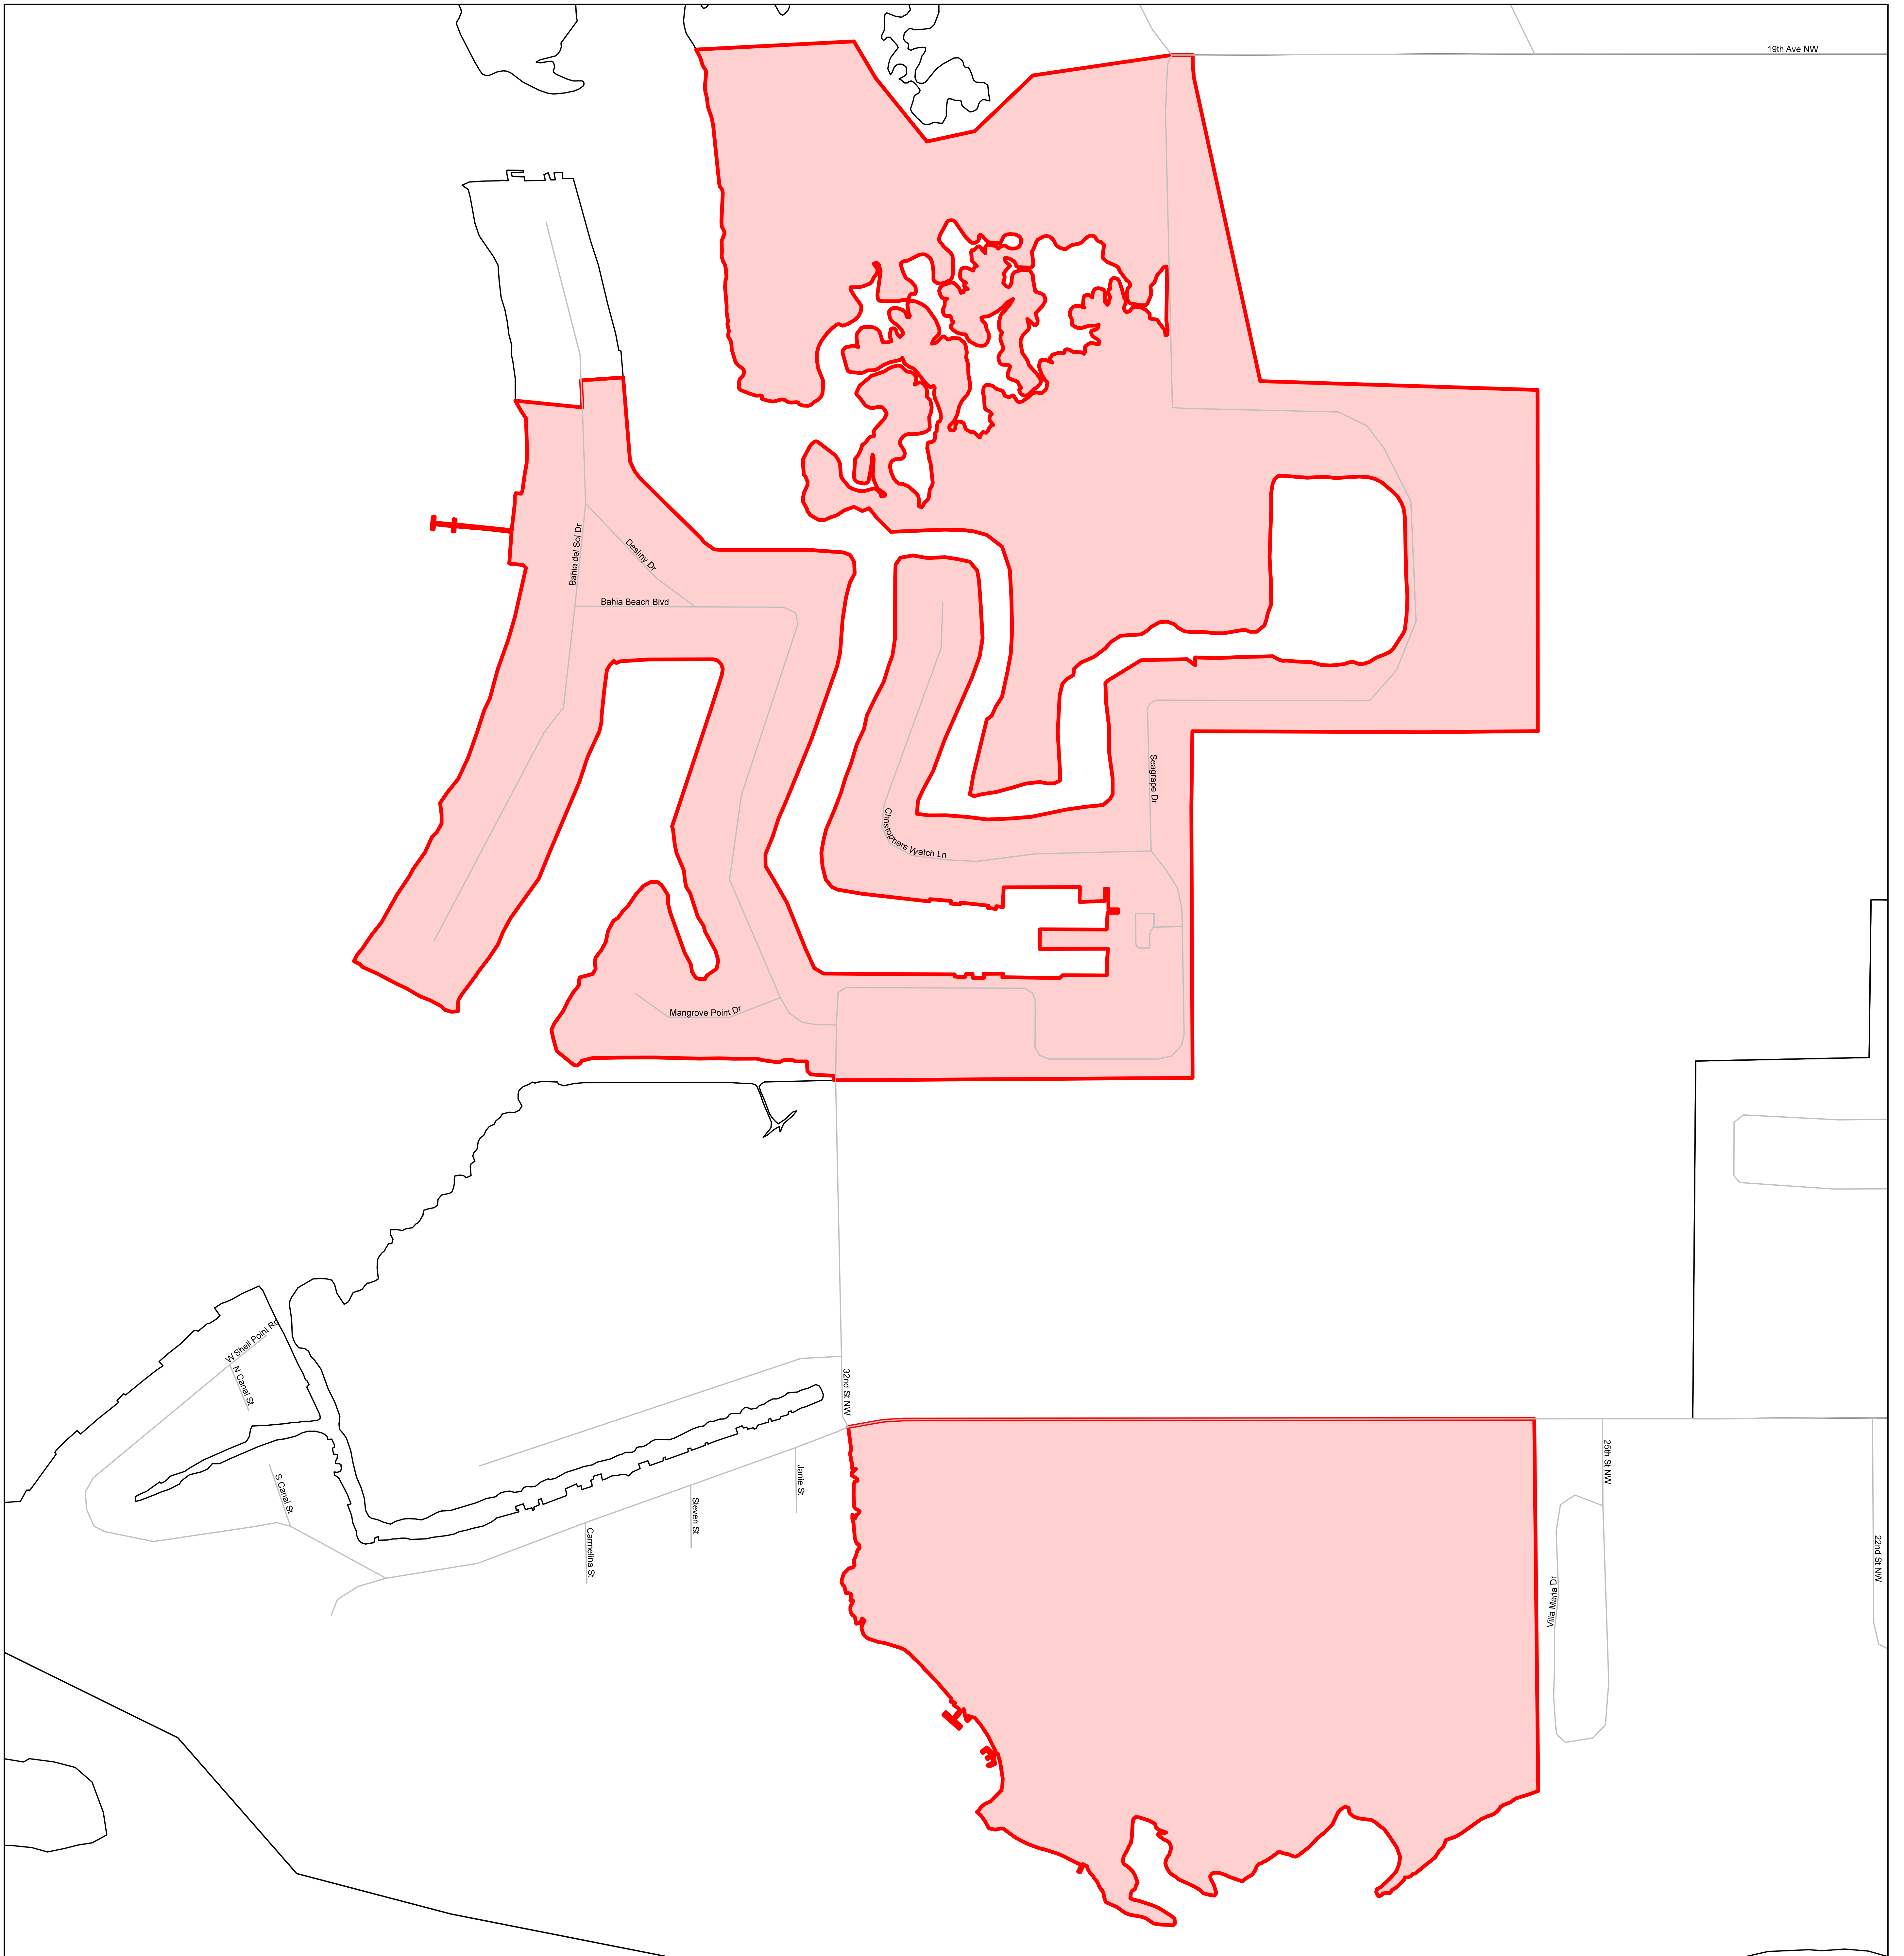 19th Ave NW
Bahia del Sol Dr
Destiny Dr
Bahia Beach Blvd
Seagrape Dr
Christophers Watch Ln
Mangrove Point Dr
W Shell Point Rd
N Canal St
32nd St NW
25th St NW
S Canal St
Janie St
Steven St
Carmelina St
22nd St NW
Villa Maria Dr